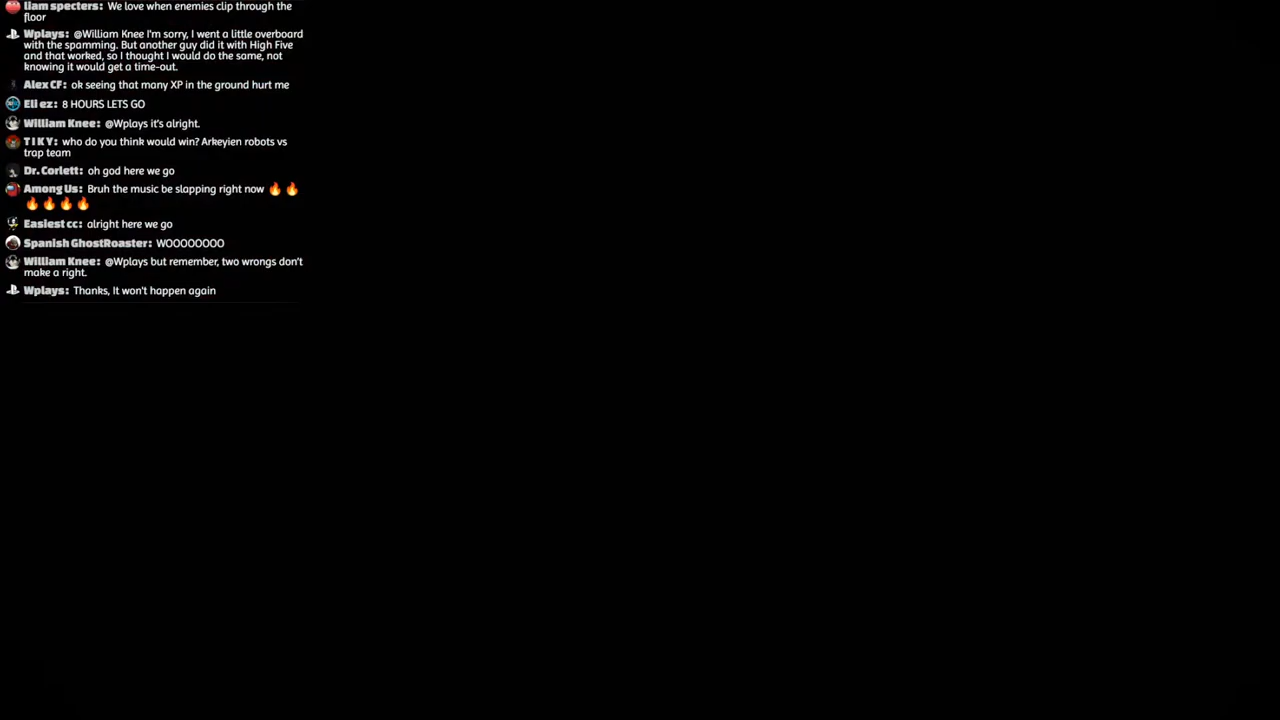 liam specters: We love when enemies clip through the
floor
Wplays: @William Knee I'm sorry, I went a little overboard
with the spamming. But another guy did it with High Five
and that worked, so I thought I would do the same, not
knowing it would get a time-out.
Alex CF: ok seeing that many XP in the ground hurt me
Eli ez: 8 HOURS LETS GO
William Knee: @Wplays it's alright.
T I K Y: who do you think would win? Arkeyien robots vs
trap team
Dr. Corlett: oh god here we go
Among Us: Bruh the music be slapping right now 🔥 🔥
🔥 🔥 🔥 🔥
Easiest cc: alright here we go
Spanish GhostRoaster: WOOOOOOOO
William Knee: @Wplays but remember, two wrongs don't
make a right.
Wplays: Thanks, It won't happen again